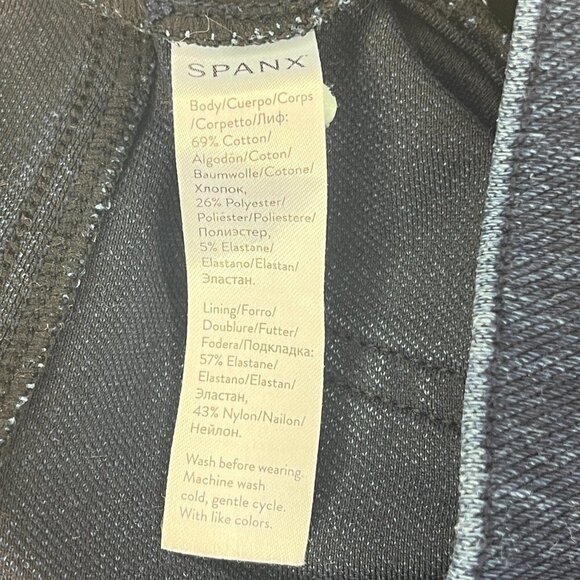 SPANX
Body/Cuerpo/Corps
/Corpetto/Лиф:
69% Cotton/
Algodón/Coton/
Baumwolle/Cotone/
Хлопок,
26% Polyester/
Poliéster/Poliestere/
Полиэстер,
5% Elastane/
Elastano/Elastan/
Эластан.
Lining/Forro/
Doublure/Futter/
Fodera/Подкладка:
57% Elastane/
Elastano/Elastan/
Эластан,
43% Nylon/Nailon/
Нейлон.
Wash before wearing.
Machine wash
cold, gentle cycle.
With like colors.